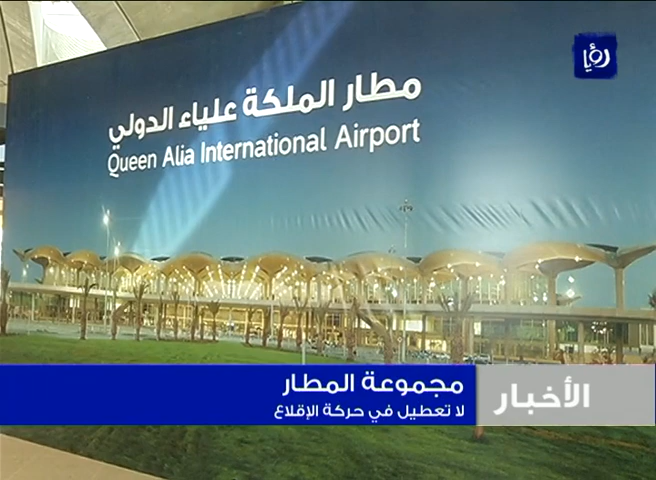 رؤيا
مطار الملكة علياء الدولي
Queen Alia International Airport
مجموعة المطار
الأخبار
لا تعطيل في حركة الإقلاع